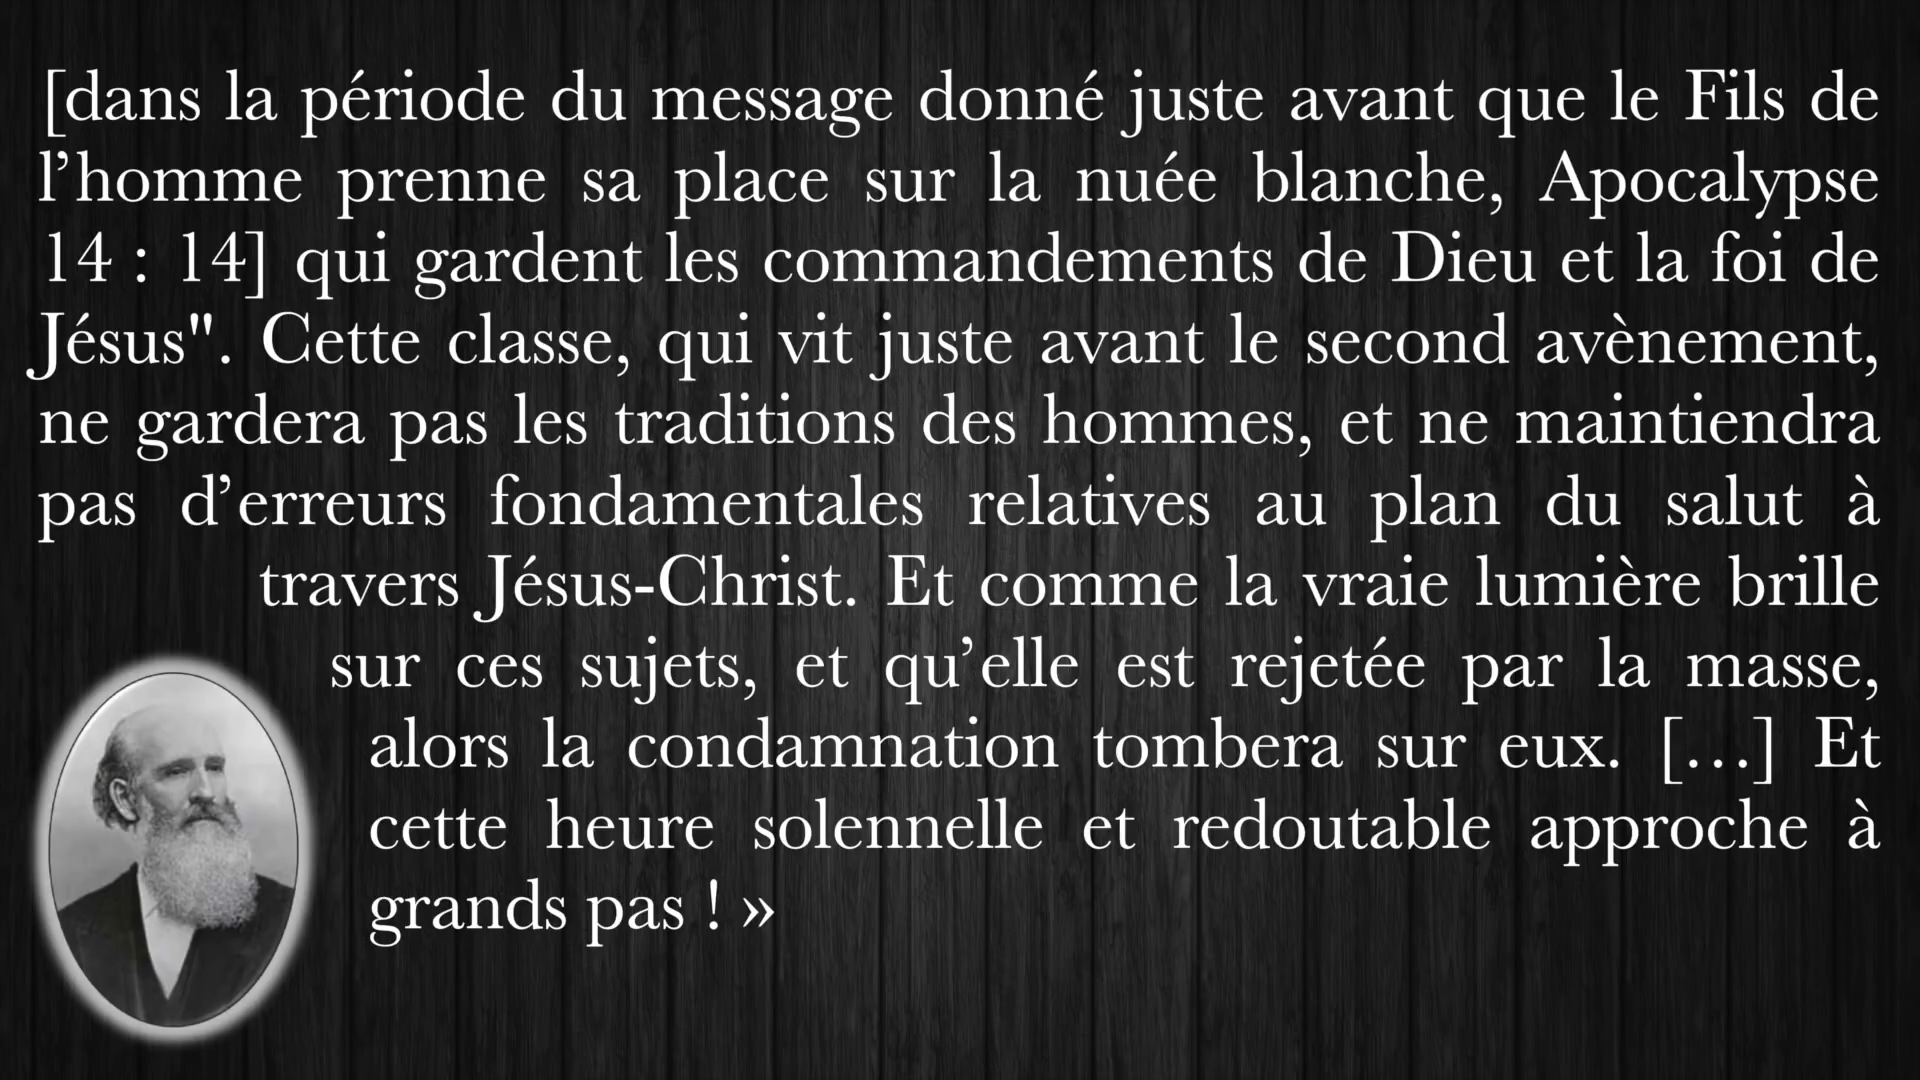 [dans la période du message donné juste avant que le Fils de
l’homme prenne sa place sur la nuée blanche, Apocalypse
14 : 14] qui gardent les commandements de Dieu et la foi de
Jésus". Cette classe, qui vit juste avant le second avènement,
ne gardera pas les traditions des hommes, et ne maintiendra
pas d’erreurs fondamentales relatives au plan du salut à
travers Jésus-Christ. Et comme la vraie lumière brille
sur ces sujets, et qu’elle est rejetée par la masse,
alors la condamnation tombera sur eux. […] Et
cette heure solennelle et redoutable approche à
grands pas ! »